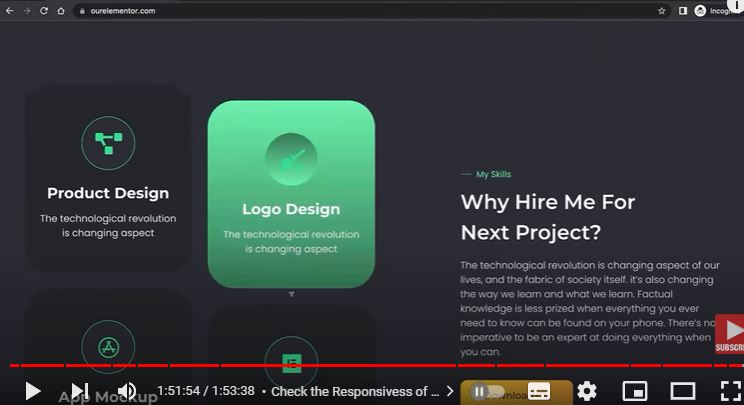 ourelementor.com
Incogni
Product Design
The technological revolution
is changing aspect
Logo Design
The technological revolution
is changing aspect
My Skills
Why Hire Me For
Next Project?
The technological revolution is changing aspect of our
lives, and the fabric of society itself. it's also changing
the way we learn and what we learn. Factual
knowledge is less prized when everything you ever
need to know can be found on your phone. There's no
imperative to be an expert at doing everything when
you can.
SUBSCRI
App Mockup
1:51:54 / 1:53:38 • Check the Responsivess of ...